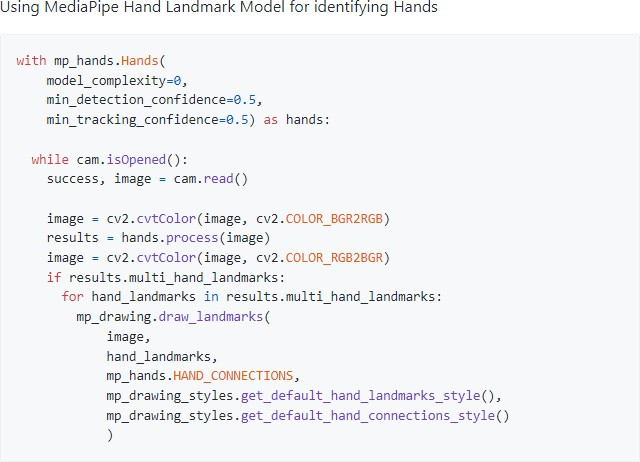 Using MediaPipe Hand Landmark Model for identifying Hands
with mp_hands.Hands(
    model_complexity=0,
    min_detection_confidence=0.5,
    min_tracking_confidence=0.5) as hands:

  while cam.isOpened():
    success, image = cam.read()

    image = cv2.cvtColor(image, cv2.COLOR_BGR2RGB)
    results = hands.process(image)
    image = cv2.cvtColor(image, cv2.COLOR_RGB2BGR)
    if results.multi_hand_landmarks:
      for hand_landmarks in results.multi_hand_landmarks:
        mp_drawing.draw_landmarks(
            image,
            hand_landmarks,
            mp_hands.HAND_CONNECTIONS,
            mp_drawing_styles.get_default_hand_landmarks_style(),
            mp_drawing_styles.get_default_hand_connections_style()
            )